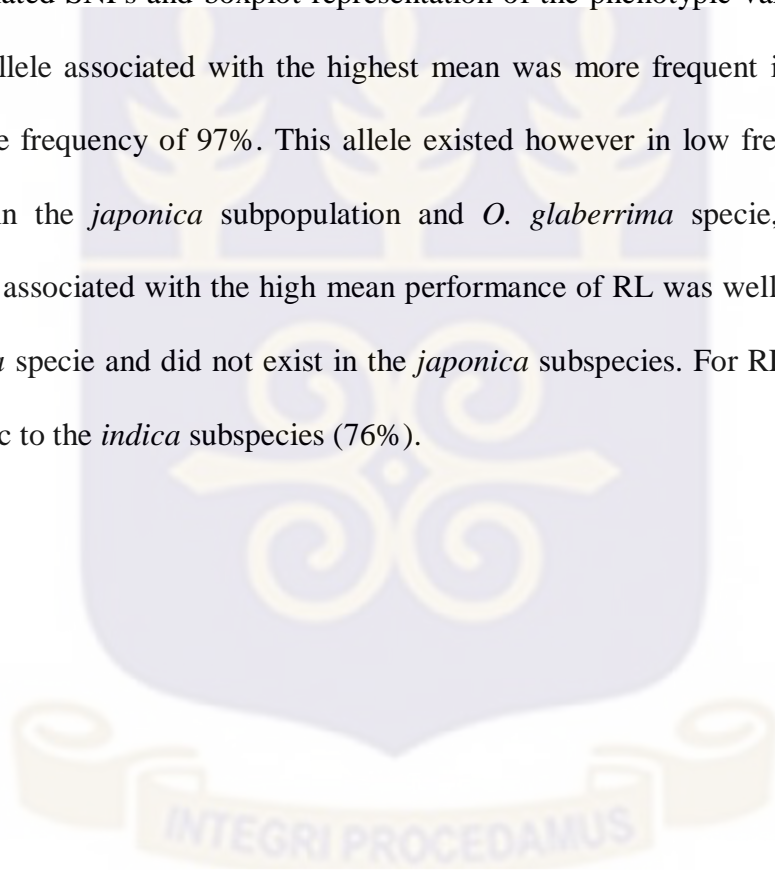 ated SNPs and boxplot representation of the phenotypic va
llele associated with the highest mean was more frequent i
e frequency of 97%. This allele existed however in low fre
in the japonica subpopulation and O. glaberrima specie,
associated with the high mean performance of RL was well
specie and did not exist in the japonica subspecies. For
c to the indica subspecies (76%).
INTEGRI PROCEDAMUS